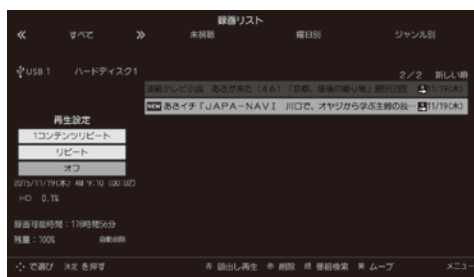 録画リスト
≪ すべて ≫ 未視聴 曜日別 ジャンル別
USB 1 ハードディスク1
2/2 新しい順
連続テレビ小説 あさが来た (46) 「京都、最後の贈り物」
11/19(木)
NEW あさイチ「JAPA-NAVI 川口で、オヤジから学ぶ主婦の技… 11/19(木)
再生設定
1コンテンツリピート
リピート
オフ
2015/11/19(木) AM 9:10 (00:02)
HD 0.1%
録画可能時間:178時間56分
残量:100% 自動削除
で選び 決定 を押す 青 頭出し再生 赤 削除 緑 番組検索 黄 ムーブ メニュー